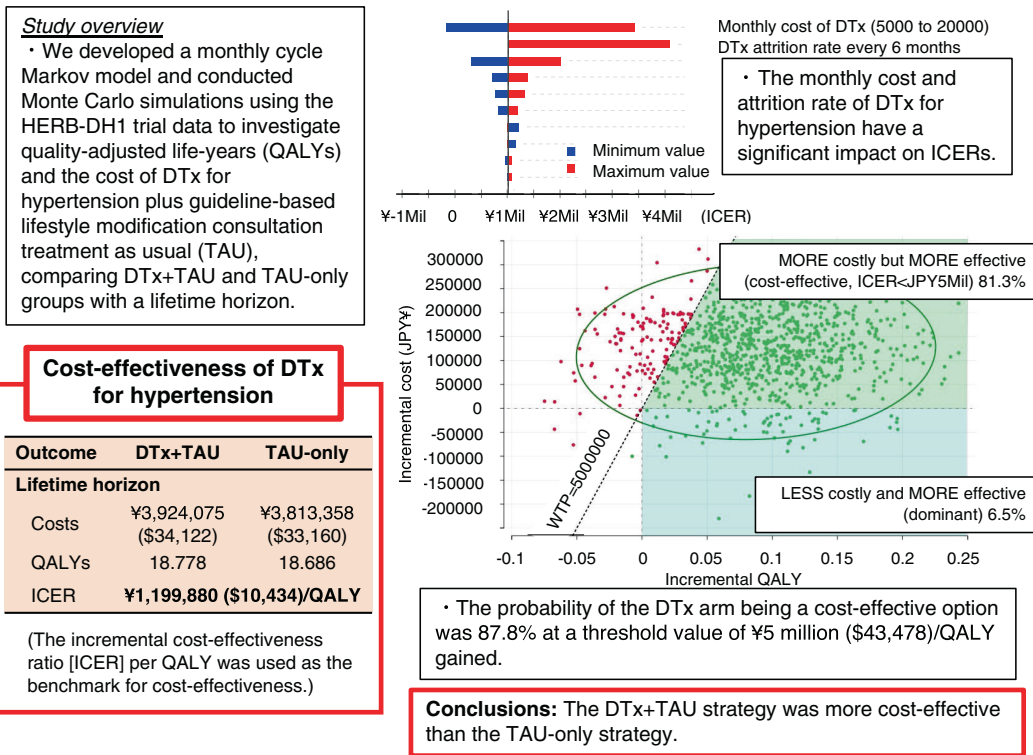 Study overview
・We developed a monthly cycle
Markov model and conducted
Monte Carlo simulations using the
HERB-DH1 trial data to investigate
quality-adjusted life-years (QALYs)
and the cost of DTx for
hypertension plus guideline-based
lifestyle modification consultation
treatment as usual (TAU),
comparing DTx+TAU and TAU-only
groups with a lifetime horizon.
Cost-effectiveness of DTx
for hypertension
Outcome DTx+TAU TAU-only
Lifetime horizon
Costs ¥3,924,075 ¥3,813,358
($34,122) ($33,160)
QALYs 18.778 18.686
ICER ¥1,199,880 ($10,434)/QALY
(The incremental cost-effectiveness
ratio [ICER] per QALY was used as the
benchmark for cost-effectiveness.)
Monthly cost of DTx (5000 to 20000)
DTx attrition rate every 6 months
・The monthly cost and
attrition rate of DTx for
hypertension have a
significant impact on ICERs.
Minimum value
Maximum value
¥-1Mil 0 ¥1Mil ¥2Mil ¥3Mil ¥4Mil (ICER)
Incremental cost (JPY¥)
300000
250000
200000
150000
100000
50000
0
-50000
-100000
-150000
-200000
MORE costly but MORE effective
(cost-effective, ICER<JPY5Mil) 81.3%
WTP=5000000
LESS costly and MORE effective
(dominant) 6.5%
-0.1 -0.05 0 0.05 0.1 0.15 0.2 0.25
Incremental QALY
・The probability of the DTx arm being a cost-effective option
was 87.8% at a threshold value of ¥5 million ($43,478)/QALY
gained.
Conclusions: The DTx+TAU strategy was more cost-effective
than the TAU-only strategy.